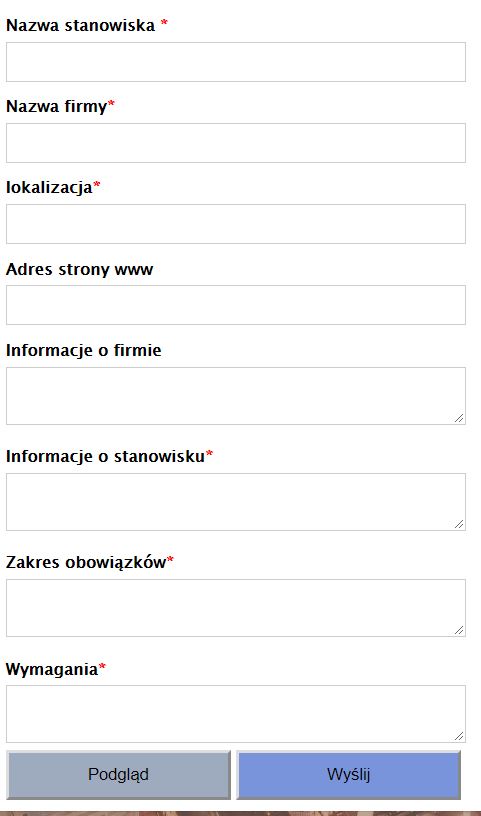 Nazwa stanowiska *
Nazwa firmy*
lokalizacja*
Adres strony www
Informacje o firmie
Informacje o stanowisku*
Zakres obowiązków*
Wymagania*
Podgląd Wyślij